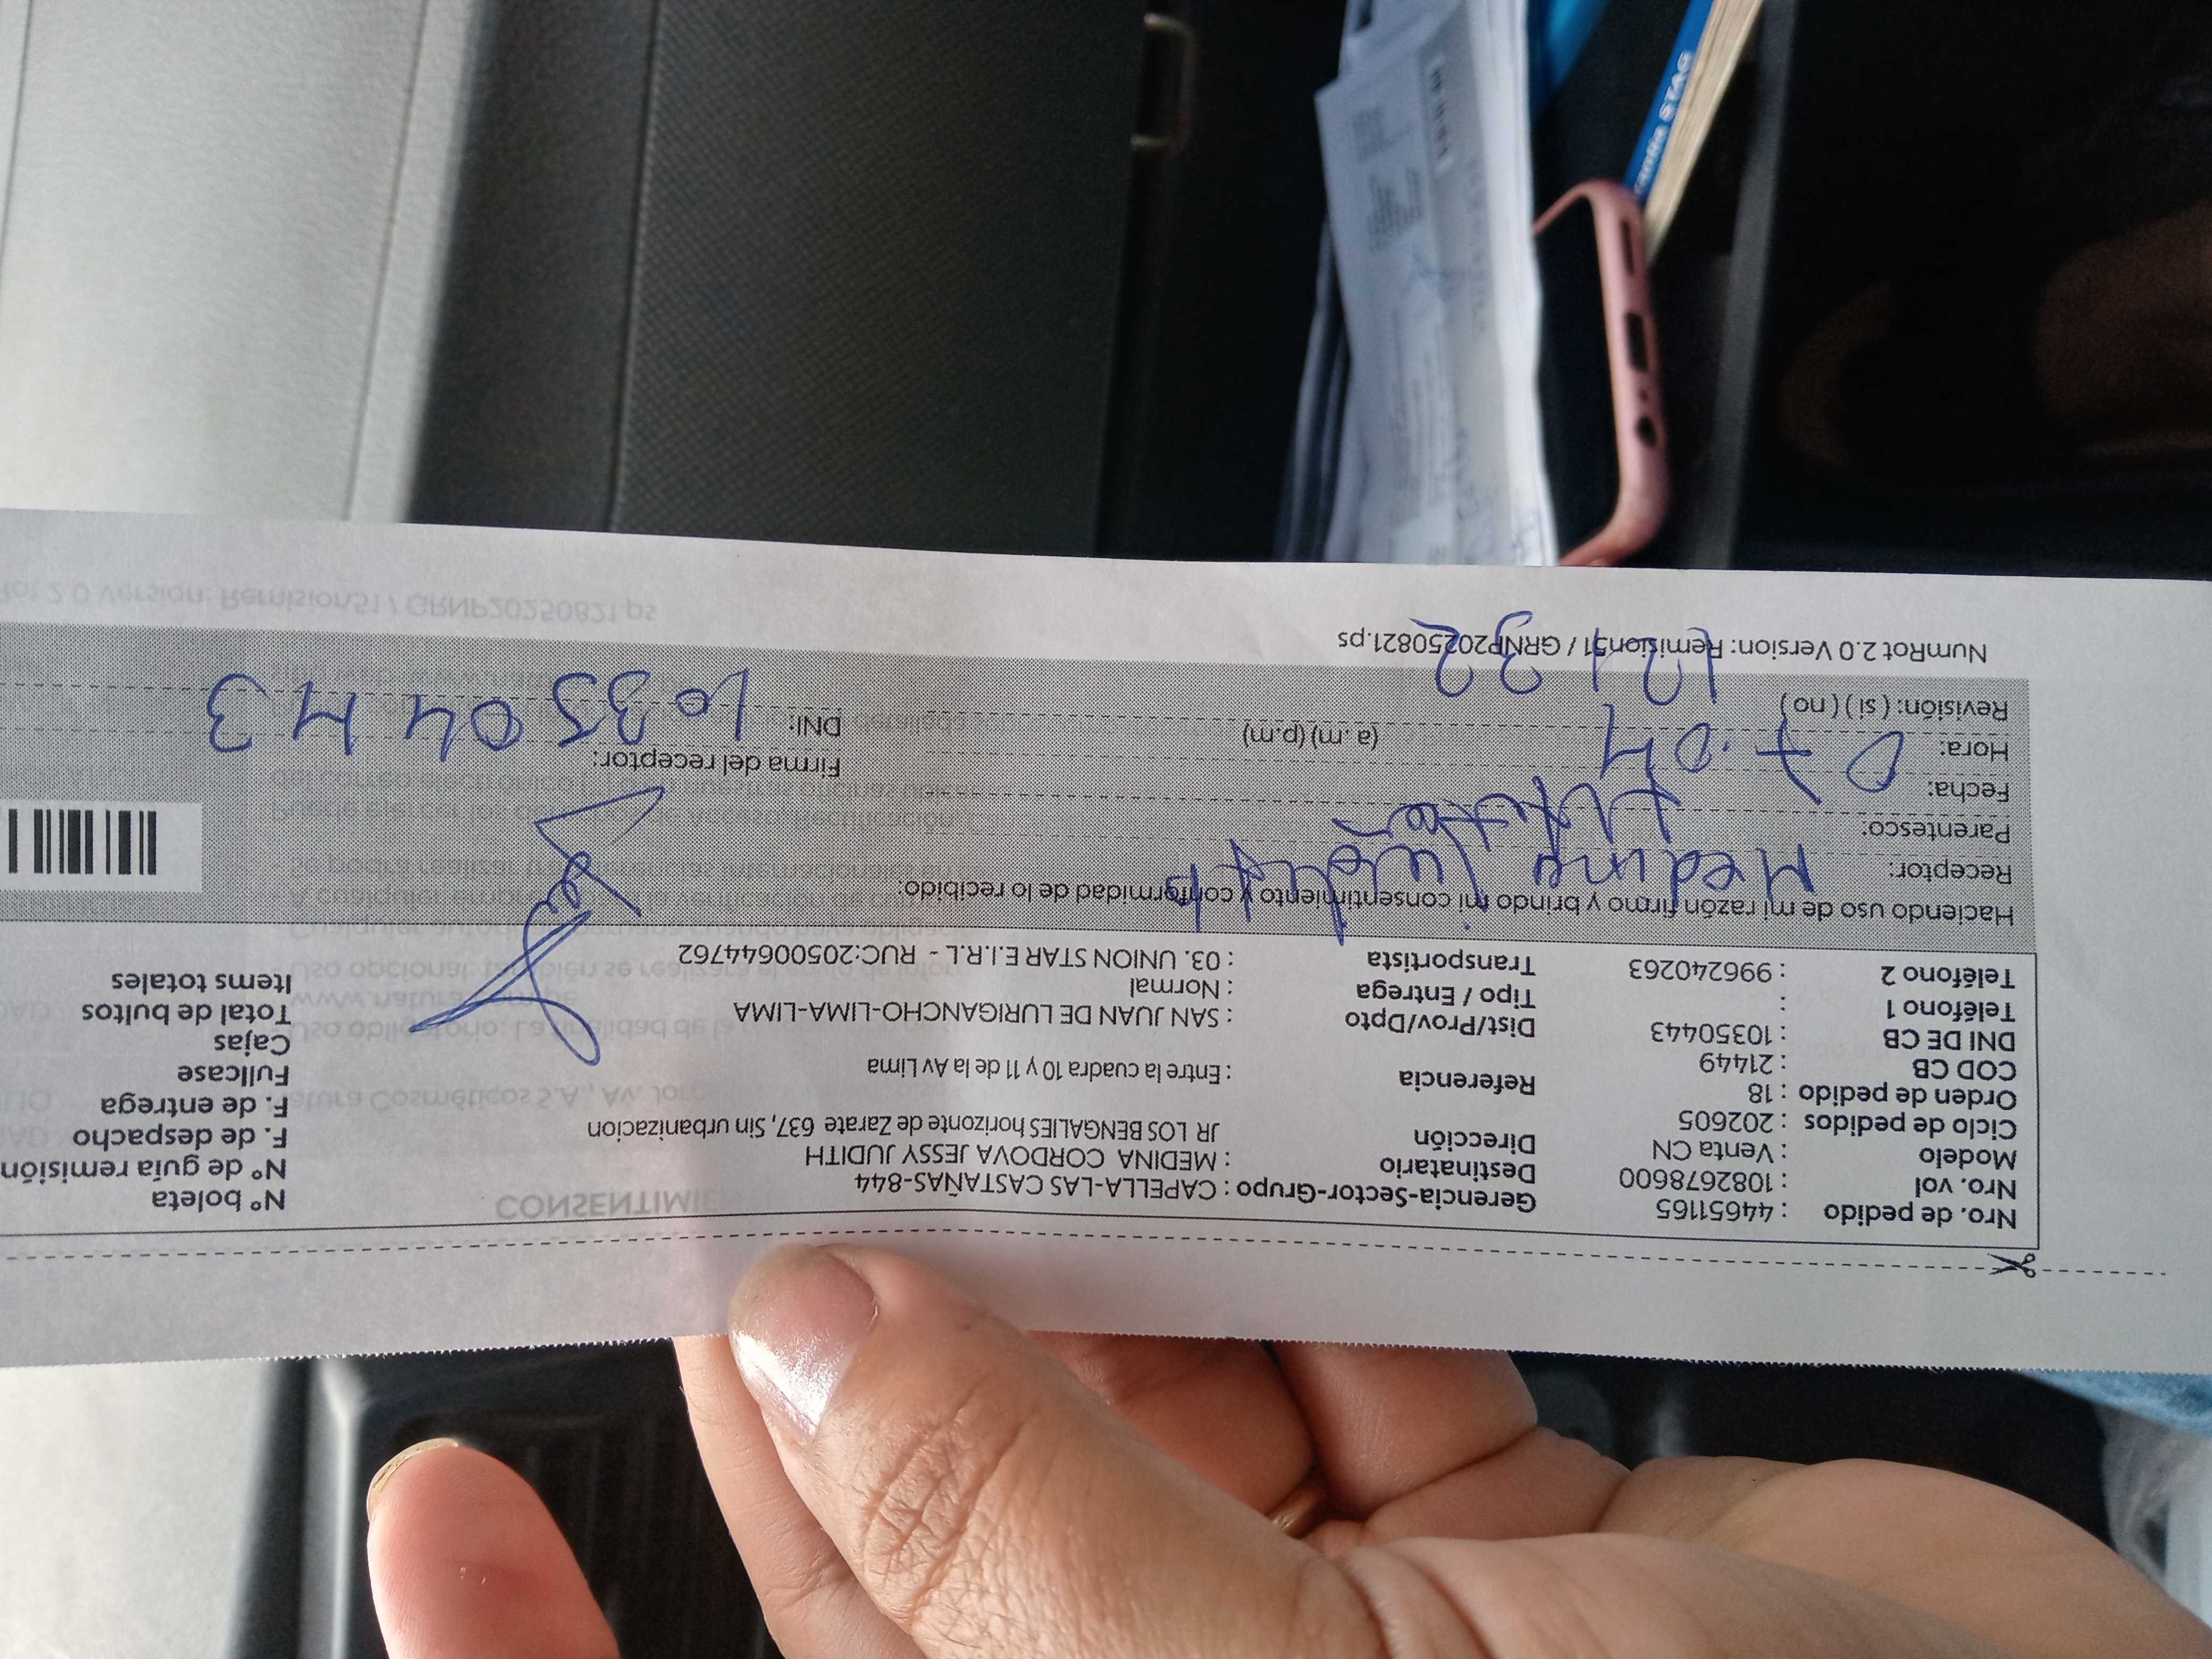 Nro. de pedido : 44651165
Nro. vol : 1082678600
Modelo : Venta CN
Ciclo de pedidos : 202605
Orden de pedido : 18
COD CB : 21449
DNI DE CB : 10350443
Teléfono 1 :
Teléfono 2 : 996240263
Gerencia-Sector-Grupo : CAPELLA-LAS CASTAÑAS-844
Destinatario : MEDINA CORDOVA JESSY JUDITH
Dirección JR LOS BENGALIES horizonte de Zarate 637, Sin urbanizacion
Referencia : Entre la cuadra 10 y 11 de la Av Lima
Dist/Prov/Dpto : SAN JUAN DE LURIGANCHO-LIMA-LIMA
Tipo / Entrega : Normal
Transportista : 03. UNION STAR E.I.R.L - RUC:20500644762
N° boleta
N° de guía remisión
F. de despacho
F. de entrega
Fullcase
Cajas
Total de bultos
Items totales
Haciendo uso de mi razón firmo y brindo mi consentimiento y conformidad de lo recibido:
Receptor: Medina Judith
Parentesco: titular
Fecha: 07.04
Hora: 12:32 (a.m) (p.m)
Revisión: ( si ) ( no )
Firma del receptor:
DNI: 10350443
NumRot 2.0 Version: Remision51 / GRNP20250821.ps
CONSENTIMIE